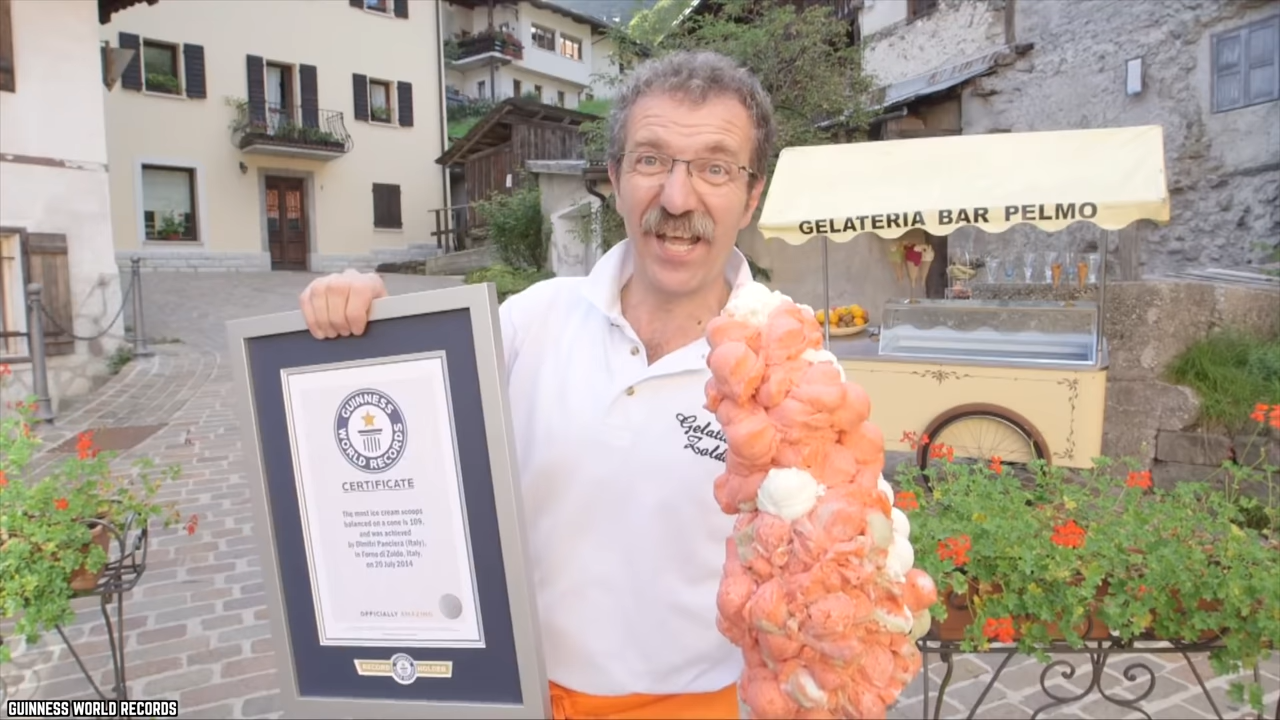 GELATERIA BAR PELMO
GUINNESS
WORLD RECORDS
CERTIFICATE
The most ice cream scoops
balanced on a cone is 109,
and was achieved
by Dimitri Panciera (Italy),
in Forno di Zoldo, Italy,
on 20 July 2014
OFFICIALLY AMAZING
RECORD HOLDER
GUINNESS WORLD RECORDS